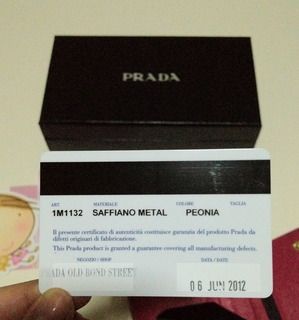 PRADA
ART MATERIALE COLORE TAGLIA
1M1132 SAFFIANO METAL PEONIA
Il presente certificato di autenticità costituisce garanzia del prodotto Prada da
difetti originari di fabbricazione.
This Prada product is granted a guarantee covering all manufacturing defects.
NEGOZIO / SHOP DATA / DATE
RADA OLD BOND STREET 06 JUN 2012